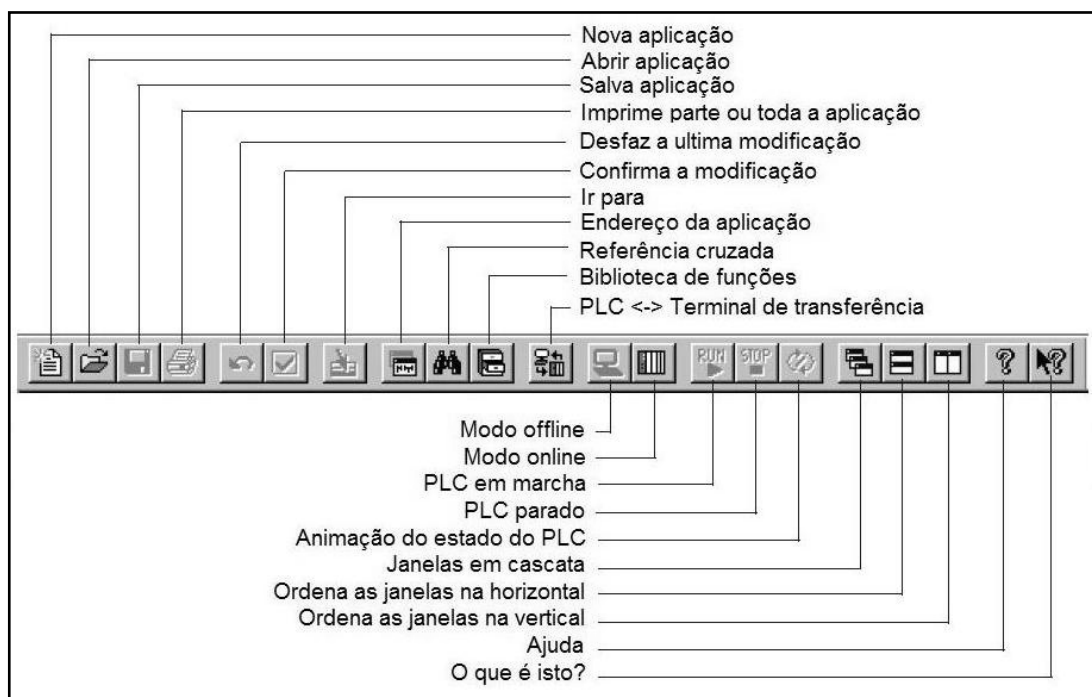 Nova aplicação
Abrir aplicação
Salva aplicação
Imprime parte ou toda a aplicação
Desfaz a ultima modificação
Confirma a modificação
Ir para
Endereço da aplicação
Referência cruzada
Biblioteca de funções
PLC <-> Terminal de transferência
RUN STOP ? ?
Modo offline
Modo online
PLC em marcha
PLC parado
Animação do estado do PLC
Janelas em cascata
Ordena as janelas na horizontal
Ordena as janelas na vertical
Ajuda
O que é isto?